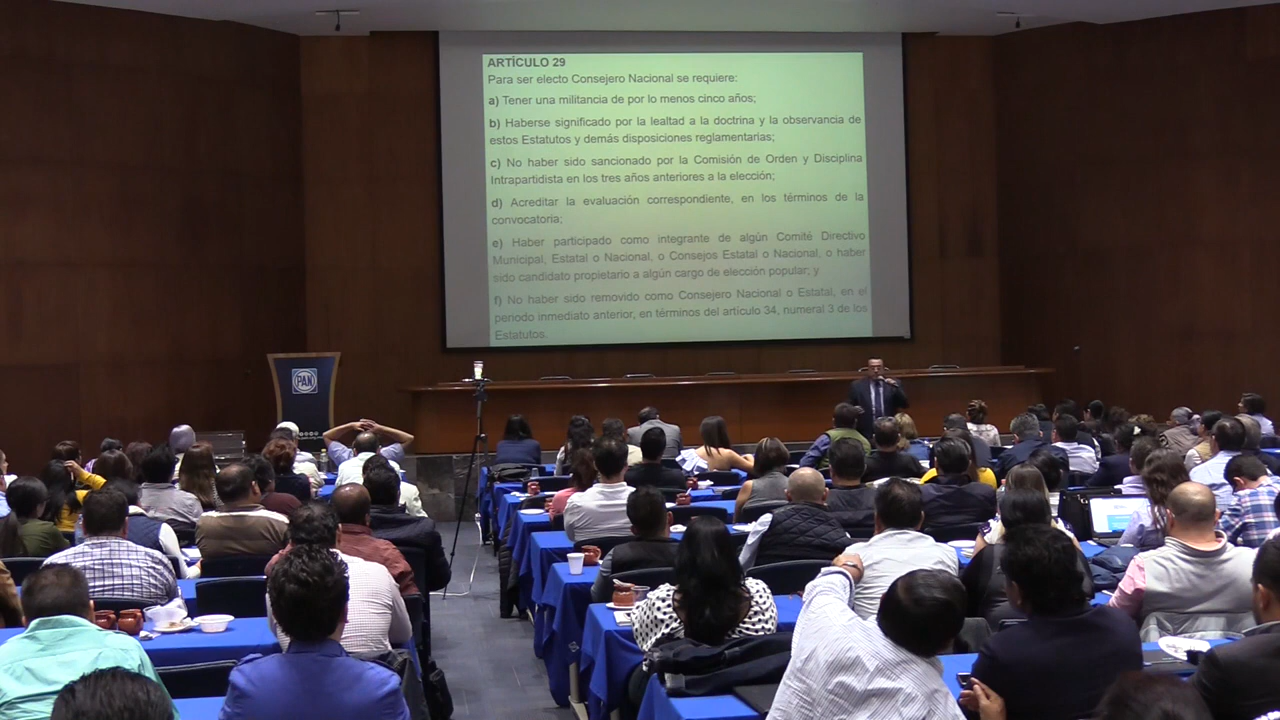 ARTÍCULO 29
Para ser electo Consejero Nacional se requiere:
a) Tener una militancia de por lo menos cinco años;
b) Haberse significado por la lealtad a la doctrina y la observancia de
estos Estatutos y demás disposiciones reglamentarias;
c) No haber sido sancionado por la Comisión de Orden y Disciplina
Intrapartidista en los tres años anteriores a la elección;
d) Acreditar la evaluación correspondiente, en los términos de la
convocatoria;
e) Haber participado como integrante de algún Comité Directivo
Municipal, Estatal o Nacional, o Consejos Estatal o Nacional, o haber
sido candidato propietario a algún cargo de elección popular; y
f) No haber sido removido como Consejero Nacional o Estatal, en el
periodo inmediato anterior, en términos del artículo 34, numeral 3 de los
Estatutos.
PAN